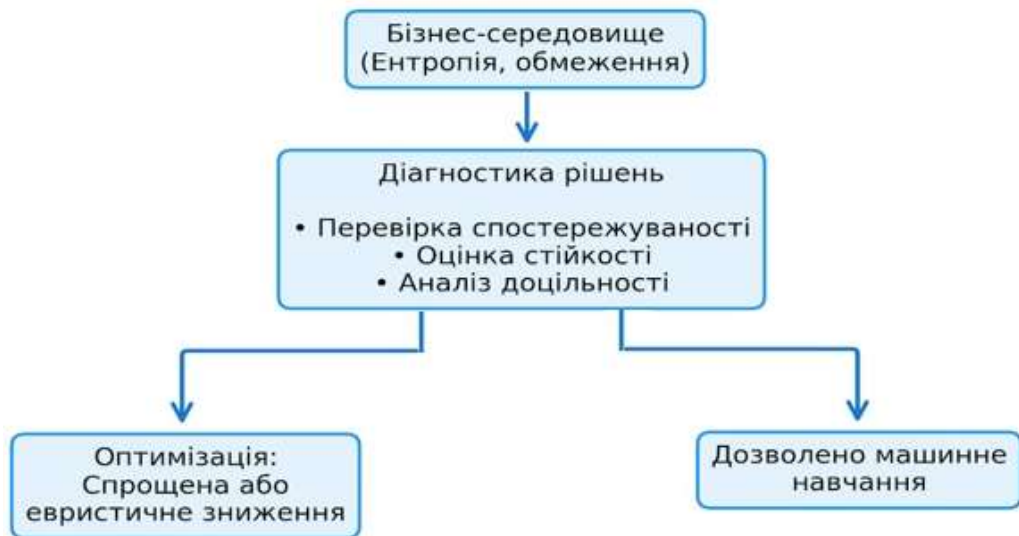 Бізнес-середовище
(Ентропія, обмеження)
Діагностика рішень
• Перевірка спостережуваності
• Оцінка стійкості
• Аналіз доцільності
Оптимізація:
Спрощена або
евристичне зниження
Дозволено машинне
навчання